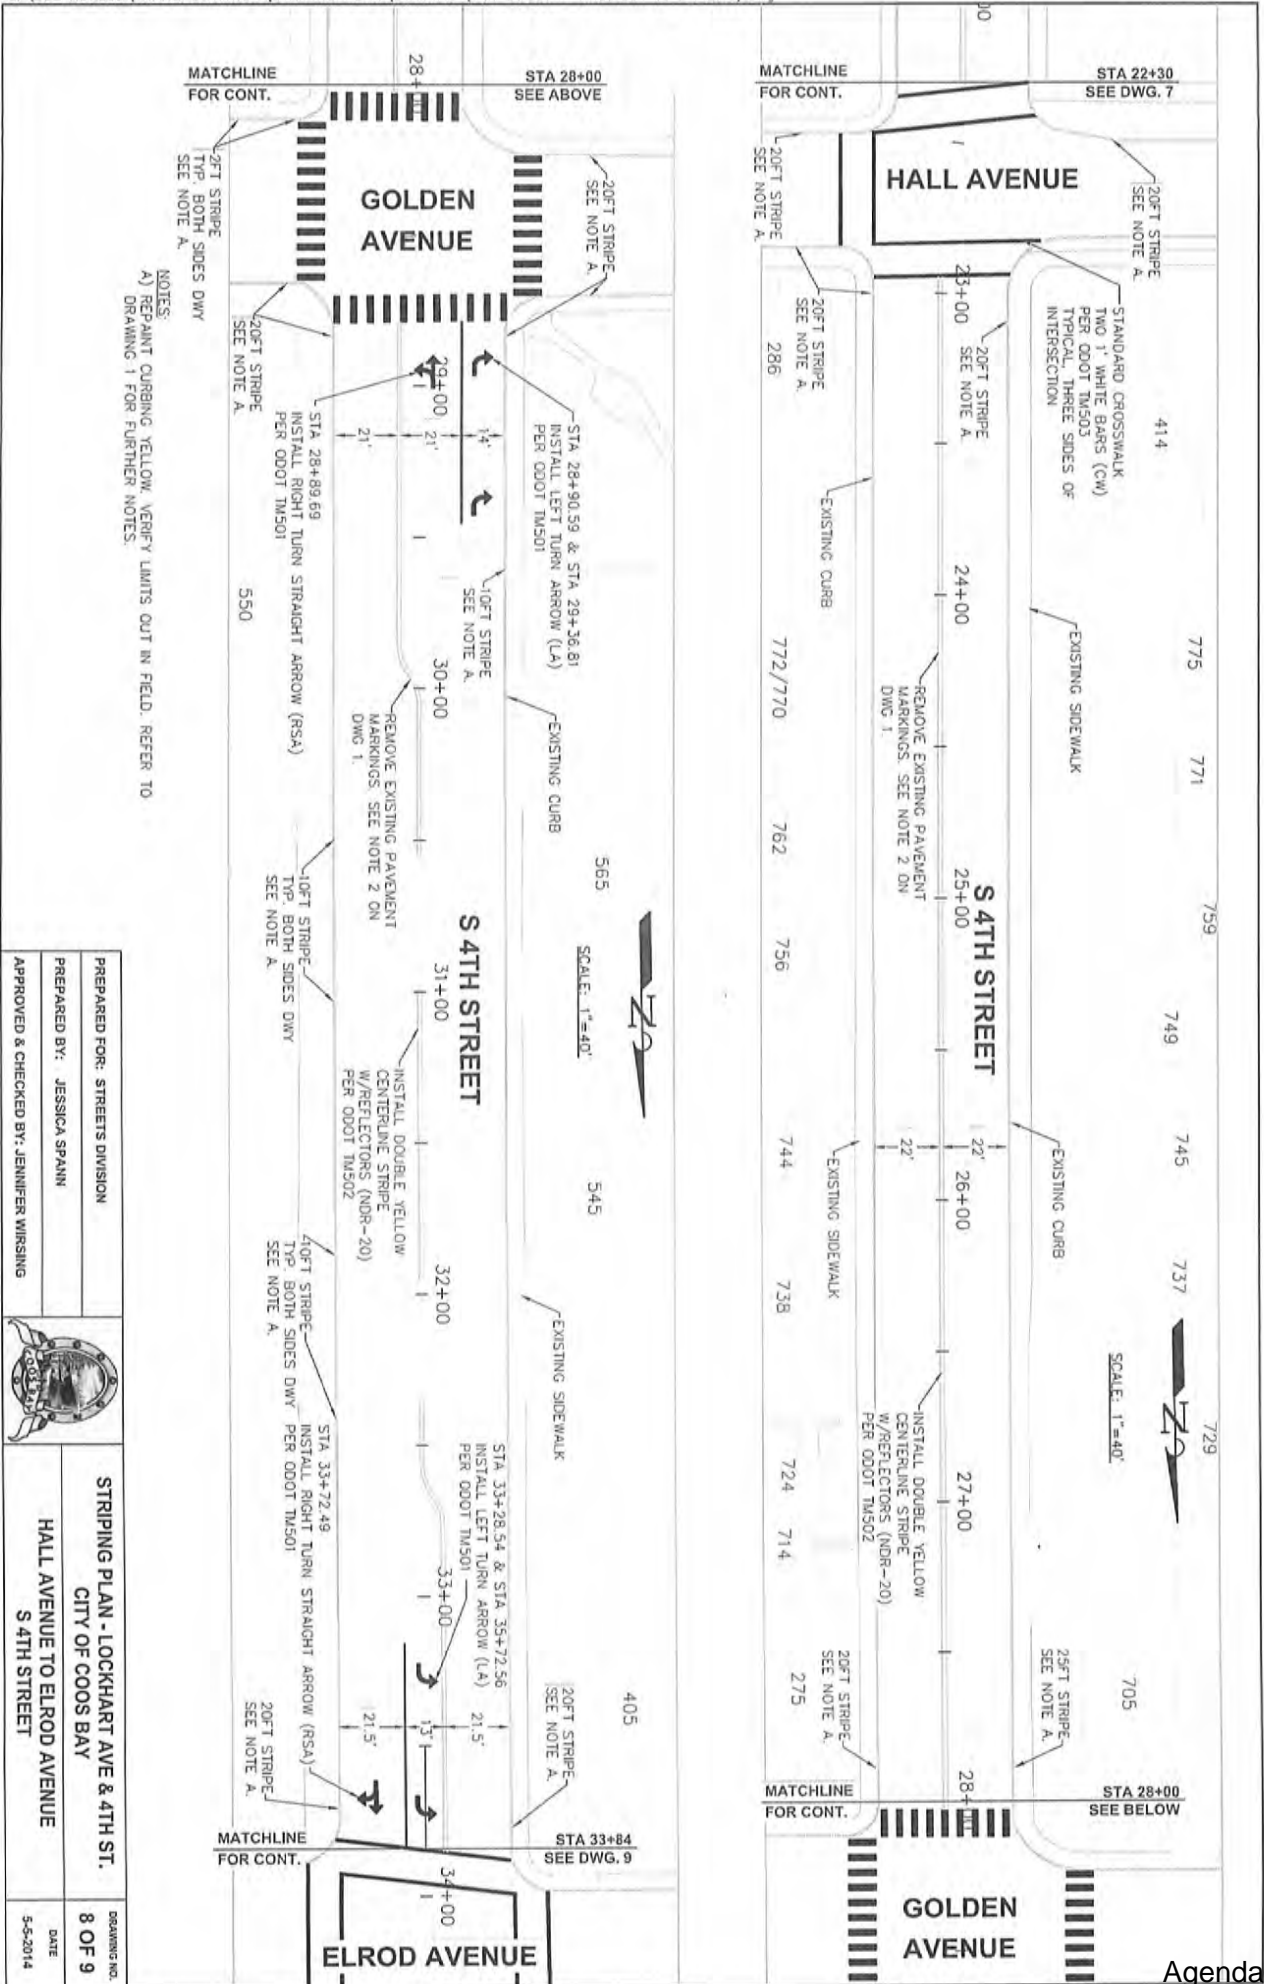 MATCHLINE
FOR CONT.
STA 22+30
SEE DWG. 7
HALL AVENUE
20FT STRIPE
SEE NOTE A.
20FT STRIPE
SEE NOTE A.
STANDARD CROSSWALK
TWO 1' WHITE BARS (CW)
PER ODOT TM503
TYPICAL, THREE SIDES OF
INTERSECTION
20FT STRIPE
SEE NOTE A.
20FT STRIPE
SEE NOTE A.
23+00
286
414
EXISTING CURB
24+00
EXISTING SIDEWALK
775
772/770
REMOVE EXISTING PAVEMENT
MARKINGS. SEE NOTE 2 ON
DWG 1.
771
762
25+00
S 4TH STREET
759
756
749
22'
22'
744
745
EXISTING SIDEWALK
EXISTING CURB
26+00
738
737
SCALE: 1"=40'
729
INSTALL DOUBLE YELLOW
CENTERLINE STRIPE
W/REFLECTORS (NDR-20)
PER ODOT TM502
27+00
724
714
20FT STRIPE
SEE NOTE A.
25FT STRIPE
SEE NOTE A.
275
705
28+00
MATCHLINE
FOR CONT.
STA 28+00
SEE BELOW
GOLDEN
AVENUE
MATCHLINE
FOR CONT.
28+00
STA 28+00
SEE ABOVE
GOLDEN
AVENUE
2FT STRIPE
TYP. BOTH SIDES DWY
SEE NOTE A.
20FT STRIPE
SEE NOTE A.
20FT STRIPE
SEE NOTE A.
29+00
21'
21'
14'
STA 28+89.69
INSTALL RIGHT TURN STRAIGHT ARROW (RSA)
PER ODOT TM501
STA 28+90.59 & STA 29+36.81
INSTALL LEFT TURN ARROW (LA)
PER ODOT TM501
10FT STRIPE
SEE NOTE A.
550
30+00
REMOVE EXISTING PAVEMENT
MARKINGS. SEE NOTE 2 ON
DWG 1.
EXISTING CURB
565
10FT STRIPE
TYP. BOTH SIDES DWY
SEE NOTE A.
S 4TH STREET
SCALE: 1"=40'
31+00
INSTALL DOUBLE YELLOW
CENTERLINE STRIPE
W/REFLECTORS (NDR-20)
PER ODOT TM502
545
32+00
10FT STRIPE
TYP. BOTH SIDES DWY
SEE NOTE A.
EXISTING SIDEWALK
STA 33+72.49
INSTALL RIGHT TURN STRAIGHT ARROW (RSA)
PER ODOT TM501
STA 33+28.54 & STA 35+72.56
INSTALL LEFT TURN ARROW (LA)
PER ODOT TM501
33+00
21.5'
13'
21.5'
20FT STRIPE
SEE NOTE A.
20FT STRIPE
SEE NOTE A.
405
MATCHLINE
FOR CONT.
STA 33+84
SEE DWG. 9
34+00
ELROD AVENUE
NOTES:
A) REPAINT CURBING YELLOW. VERIFY LIMITS OUT IN FIELD. REFER TO
DRAWING 1 FOR FURTHER NOTES.
PREPARED FOR: STREETS DIVISION
PREPARED BY: JESSICA SPANN
APPROVED & CHECKED BY: JENNIFER WIRSING
COOS BAY
STRIPING PLAN - LOCKHART AVE & 4TH ST.
CITY OF COOS BAY
HALL AVENUE TO ELROD AVENUE
S 4TH STREET
DRAWING NO.
8 OF 9
DATE
5-5-2014
Agenda